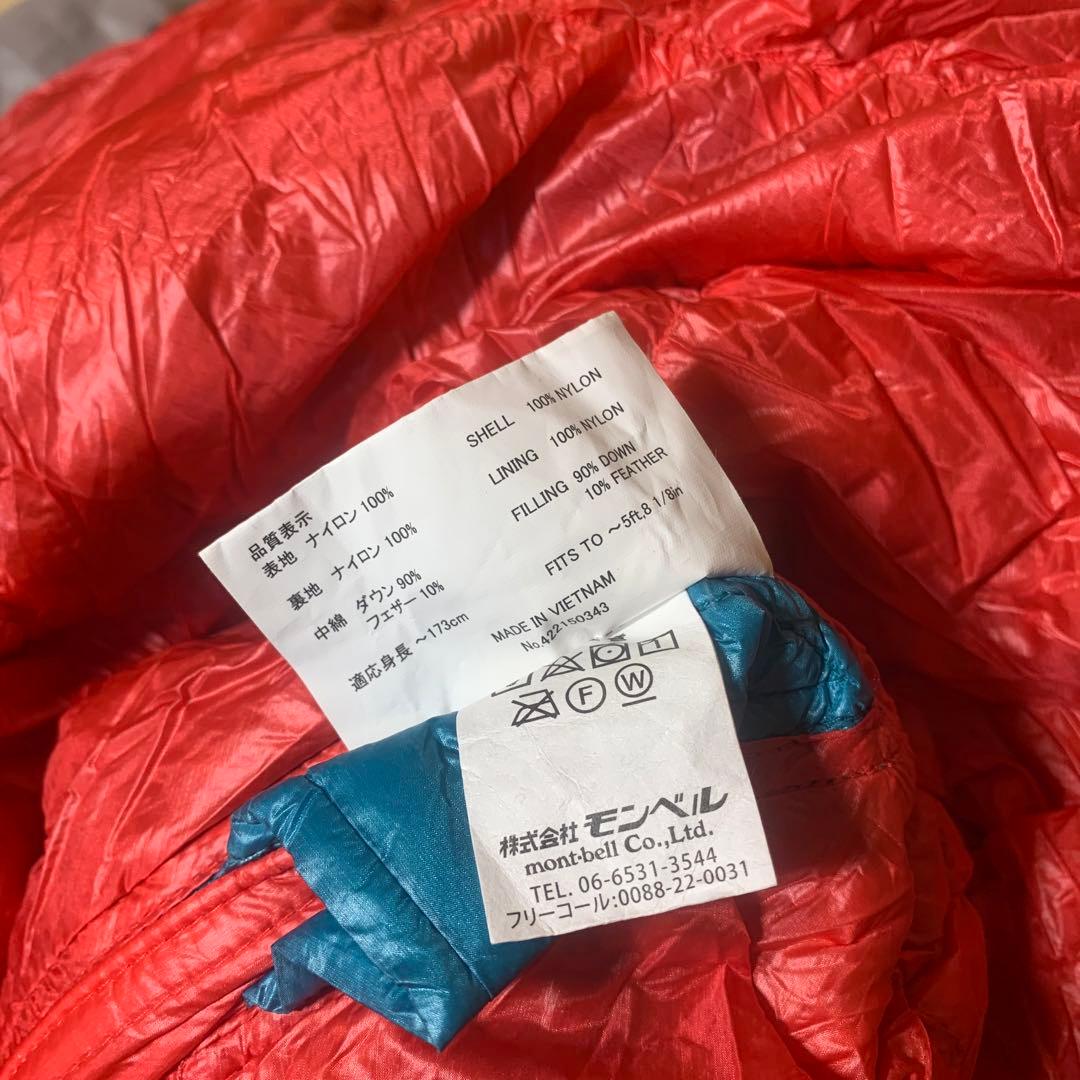 品質表示
表地 ナイロン 100%
裏地 ナイロン 100%
中綿 ダウン 90%
フェザー 10%
適応身長 ～173cm
SHELL 100% NYLON
LINING 100% NYLON
FILLING 90% DOWN
10% FEATHER
FITS TO ～5ft,8 1/8in
MADE IN VIETNAM
No.422150343
F W
株式会社 モンベル
mont-bell Co.,Ltd.
TEL. 06-6531-3544
フリーコール:0088-22-0031